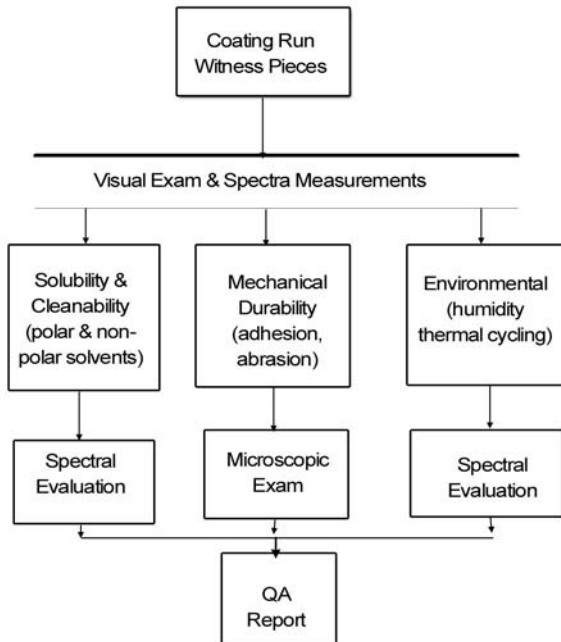 Coating Run
Witness Pieces
Visual Exam & Spectra Measurements
Solubility &
Cleanability
(polar & non-
polar solvents)
Mechanical
Durability
(adhesion,
abrasion)
Environmental
(humidity
thermal cycling)
Spectral
Evaluation
Microscopic
Exam
Spectral
Evaluation
QA
Report